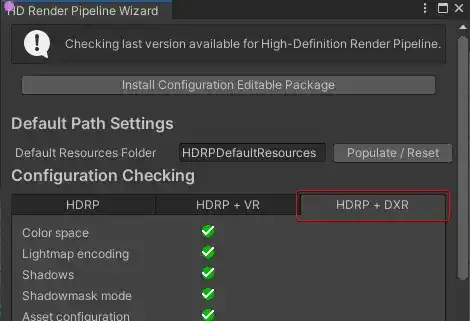 HD Render Pipeline Wizard
Checking last version available for High-Definition Render Pipeline.
Install Configuration Editable Package
Default Path Settings
Default Resources Folder HDRPDefaultResources Populate / Reset
Configuration Checking
HDRP HDRP + VR HDRP + DXR
Color space
Lightmap encoding
Shadows
Shadowmask mode
Asset configuration